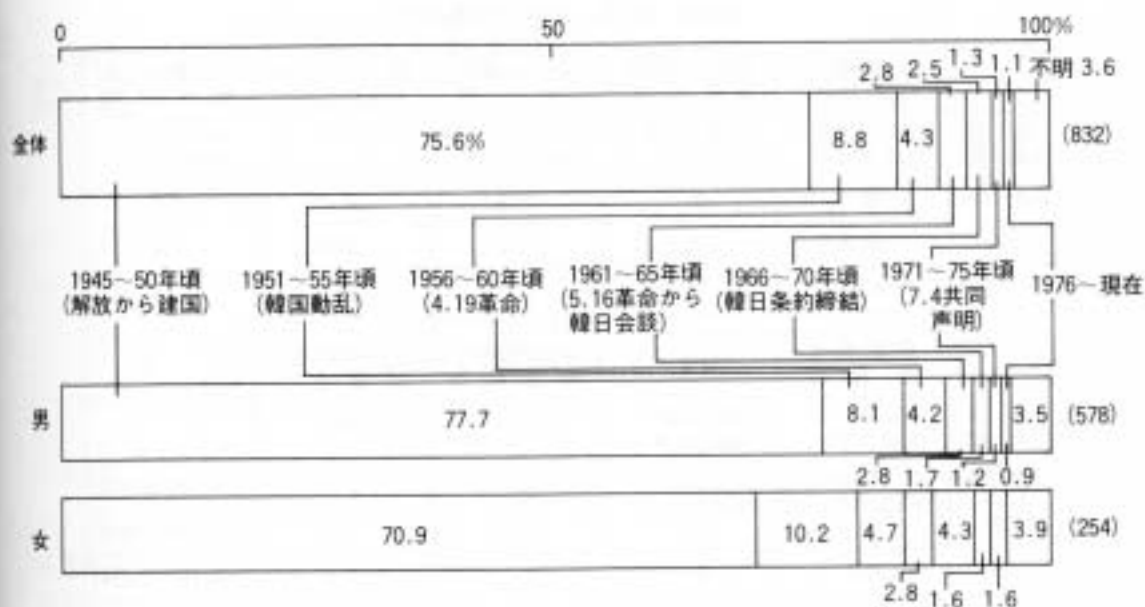 0 50 100%
2.8 2.5 1.3 1.1 不明 3.6
全体 75.6% 8.8 4.3 (832)
1945～50年頃
(解放から建国)
1951～55年頃
(韓国動乱)
1956～60年頃
(4.19革命)
1961～65年頃
(5.16革命から
韓日会談)
1966～70年頃
(韓日条約締結)
1971～75年頃
(7.4共同
声明)
1976～現在
男 77.7 8.1 4.2 3.5 (578)
2.8 1.7 1.2 0.9
女 70.9 10.2 4.7 4.3 3.9 (254)
2.8 1.6 1.6